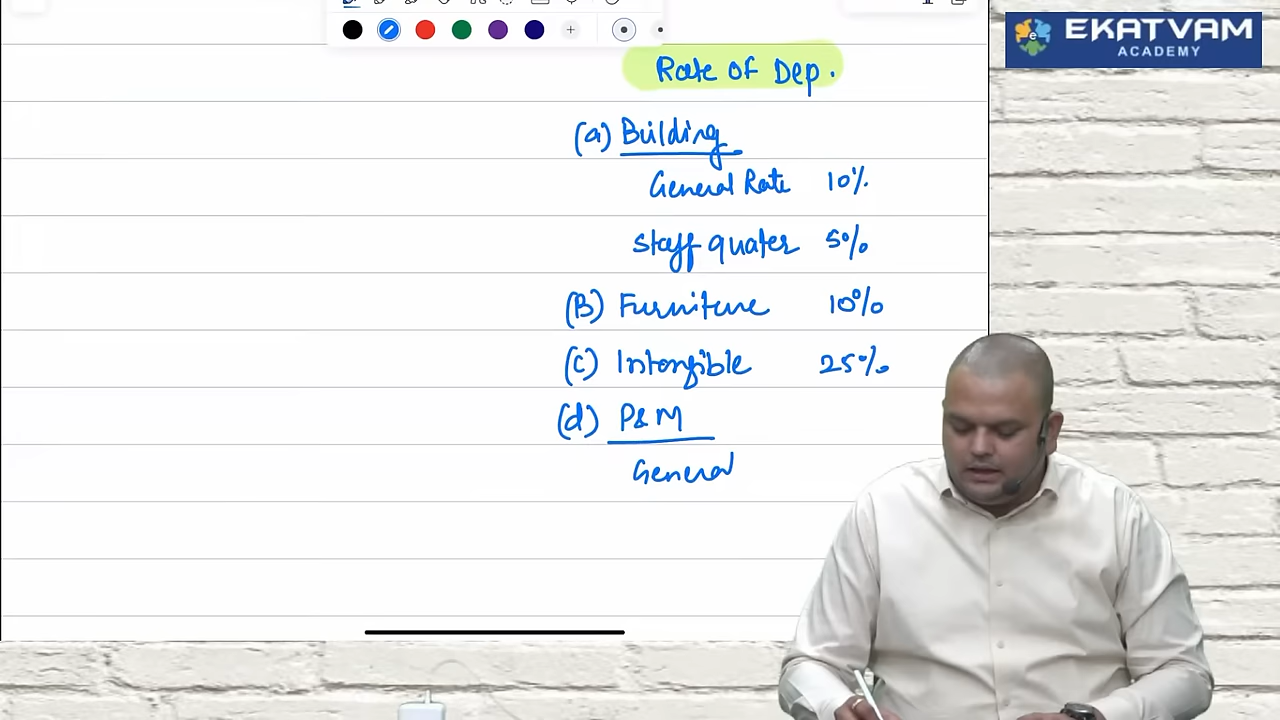 EKATVAM
ACADEMY
Rate of Dep.
(a) Building
General Rate 10%
Staff quater 5%
(B) Furniture 10%
(C) Intangible 25%
(d) P&M
General